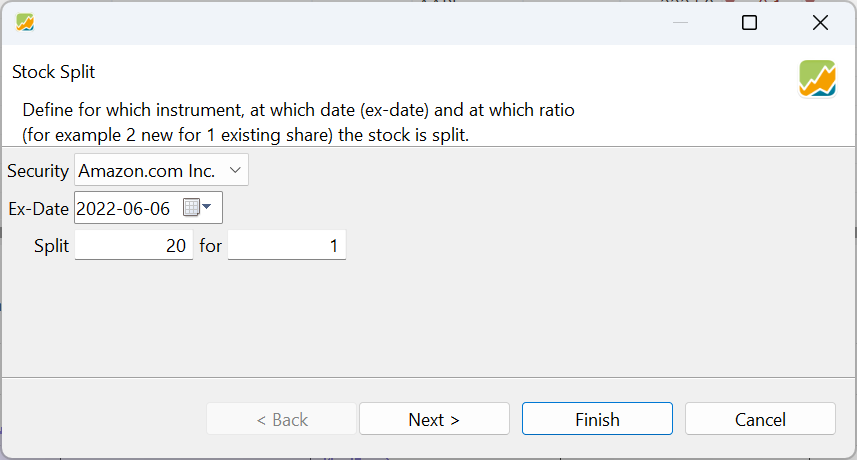 Stock Split
Define for which instrument, at which date (ex-date) and at which ratio
(for example 2 new for 1 existing share) the stock is split.
Security Amazon.com Inc.
Ex-Date 2022-06-06
Split 20 for 1
< Back Next > Finish Cancel